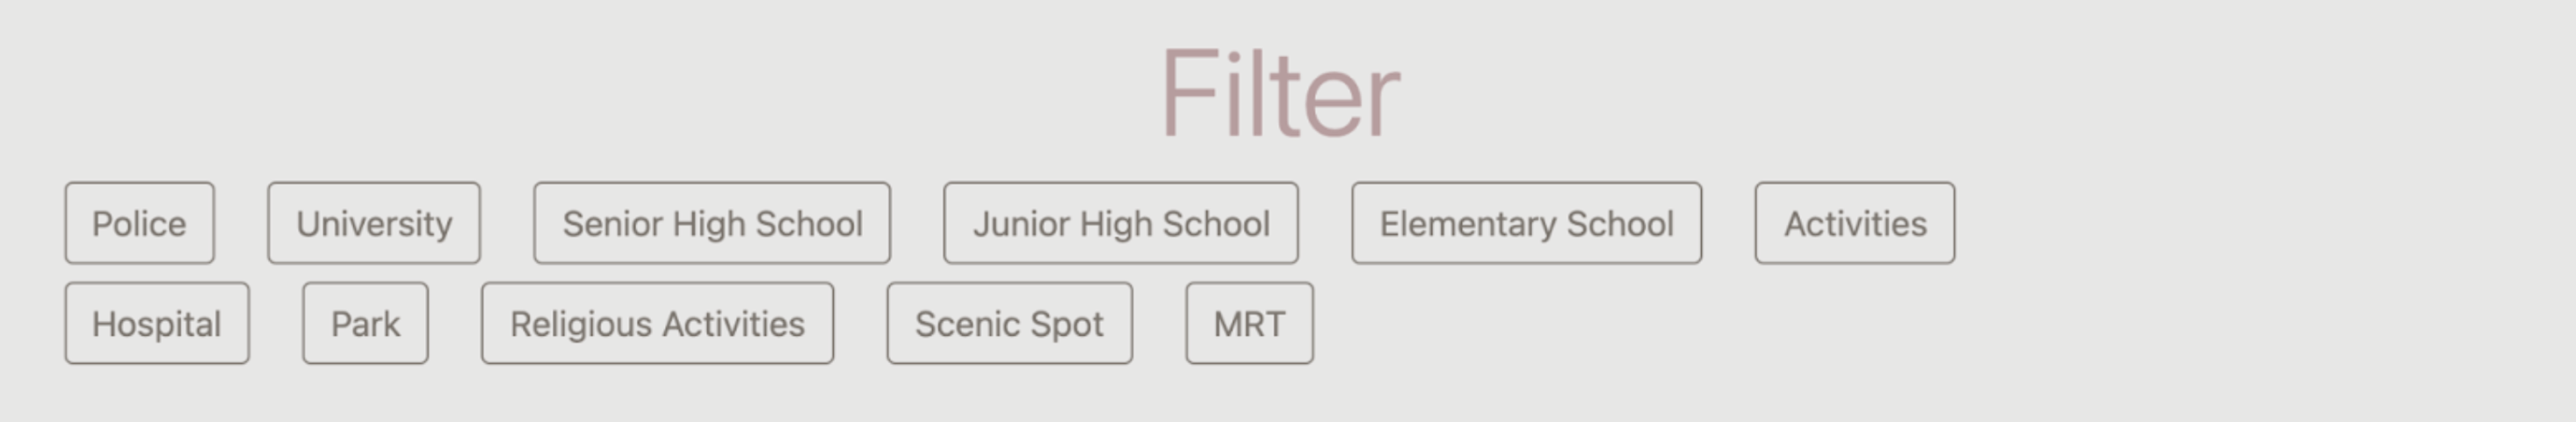 Filter
Police University Senior High School Junior High School Elementary School Activities
Hospital Park Religious Activities Scenic Spot MRT